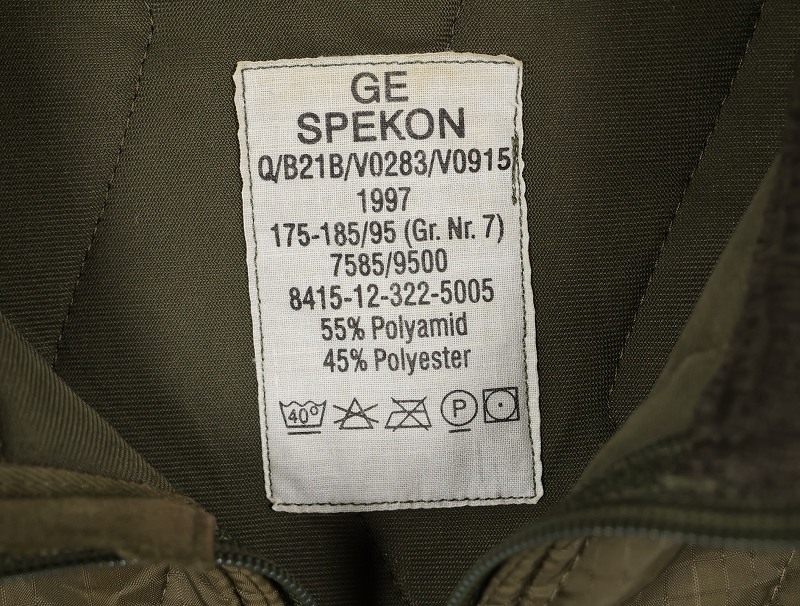 GE
SPEKON
Q/B21B/V0283/V0915
1997
175-185/95 (Gr. Nr. 7)
7585/9500
8415-12-322-5005
55% Polyamid
45% Polyester
40° P